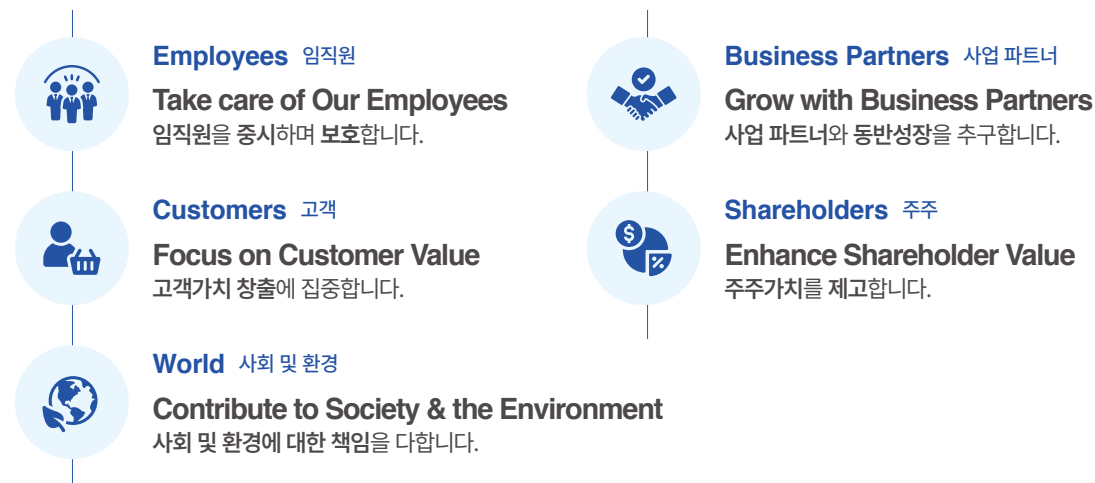 Employees 임직원
Take care of Our Employees
임직원을 중시하며 보호합니다.
Customers 고객
Focus on Customer Value
고객가치 창출에 집중합니다.
World 사회 및 환경
Contribute to Society & the Environment
사회 및 환경에 대한 책임을 다합니다.
Business Partners 사업 파트너
Grow with Business Partners
사업 파트너와 동반성장을 추구합니다.
Shareholders 주주
Enhance Shareholder Value
주주가치를 제고합니다.